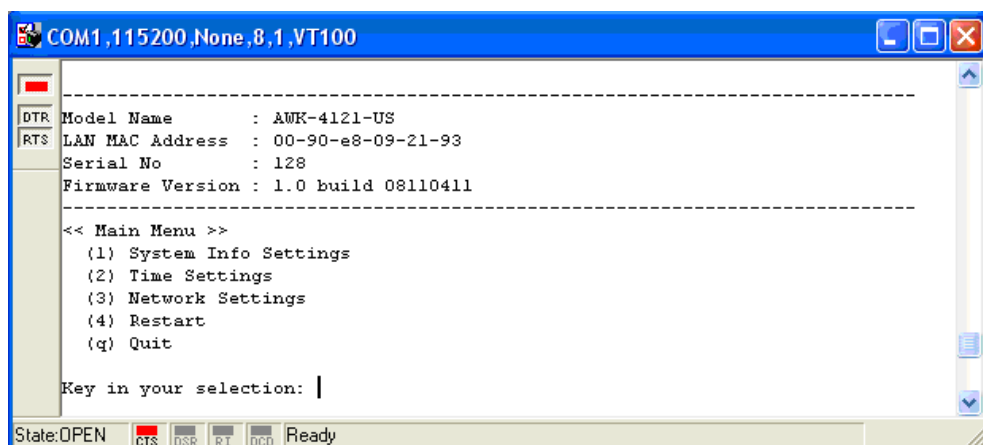 COM1,115200,None,8,1,VT100
DTR
RTS
--------------------------------------------------------------------------------
Model Name : AWK-4121-US
LAN MAC Address : 00-90-e8-09-21-93
Serial No : 128
Firmware Version : 1.0 build 08110411
--------------------------------------------------------------------------------
<< Main Menu >>
(1) System Info Settings
(2) Time Settings
(3) Network Settings
(4) Restart
(q) Quit
Key in your selection:
State:OPEN CTS DSR RI DCD Ready